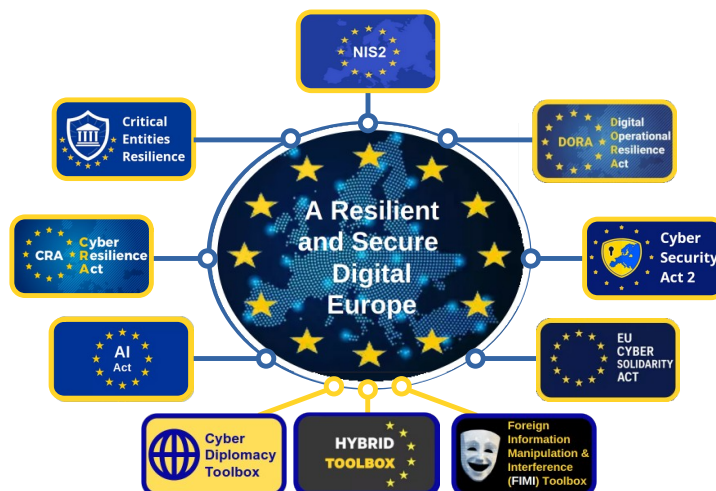 NIS2
Critical
Entities
Resilience
DORA
Digital
Operational
Resilience
Act
A Resilient
and Secure
Digital
Europe
CRA
Cyber
Resilience
Act
Cyber
Security
Act 2
AI
Act
EU
CYBER
SOLIDARITY
ACT
Cyber
Diplomacy
Toolbox
HYBRID
TOOLBOX
Foreign
Information
Manipulation &
Interference
(FIMI) Toolbox